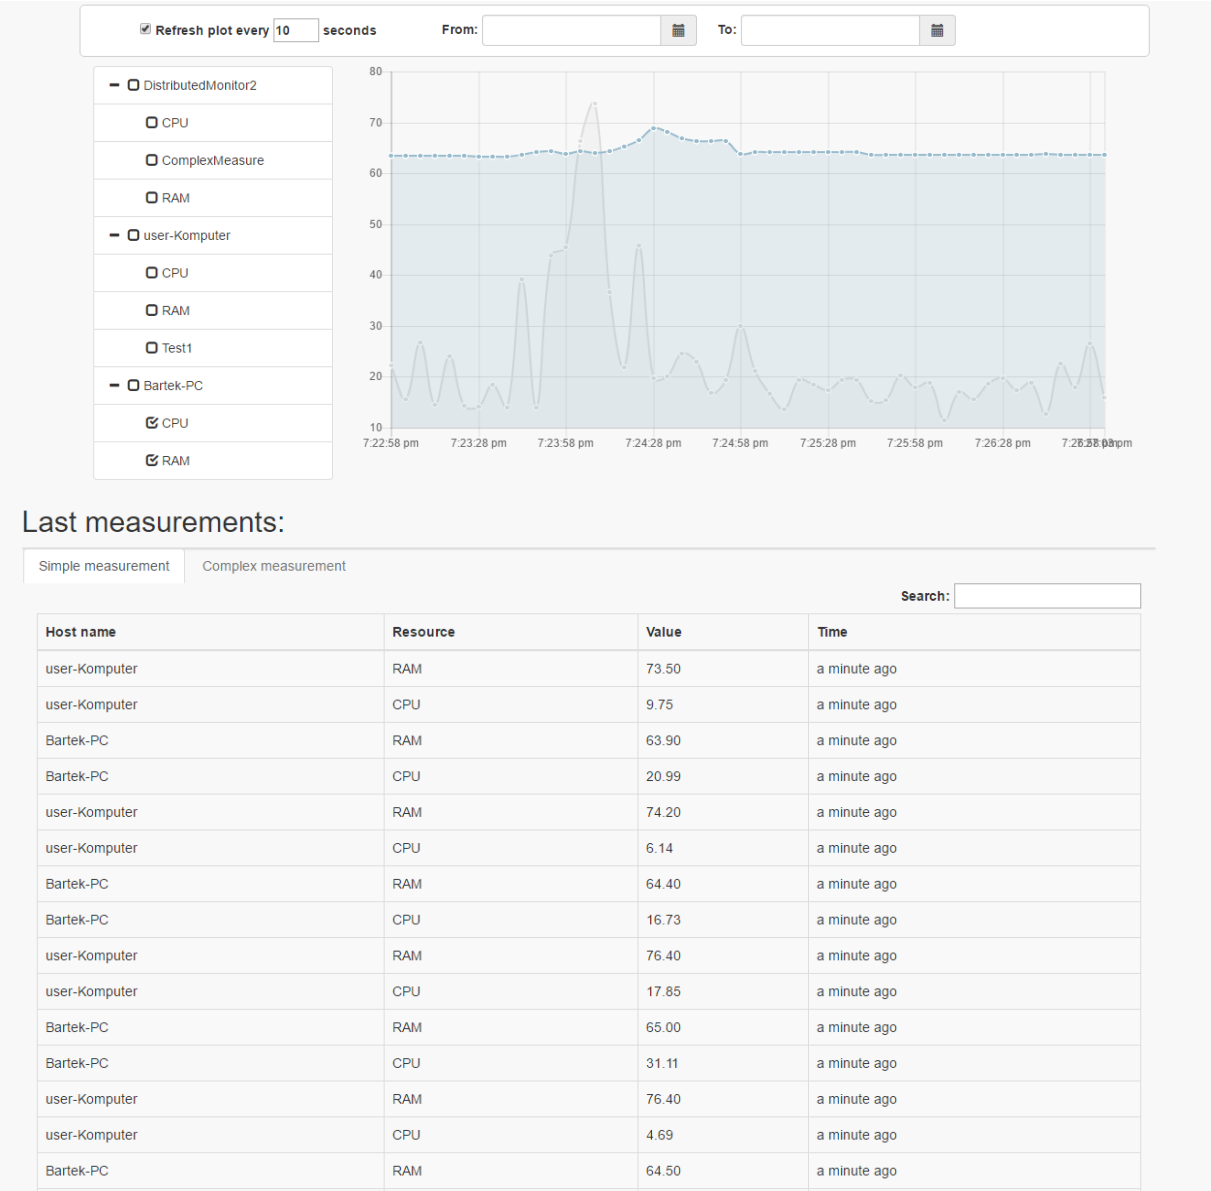 Refresh plot every 10 seconds From: To:
DistributedMonitor2
CPU
ComplexMeasure
RAM
user-Komputer
CPU
RAM
Test1
Bartek-PC
CPU
RAM
80
70
60
50
40
30
20
10
7:22:58 pm 7:23:28 pm 7:23:58 pm 7:24:28 pm 7:24:58 pm 7:25:28 pm 7:25:58 pm 7:26:28 pm
Last measurements:
Simple measurement Complex measurement
Search:
Host name Resource Value Time
user-Komputer RAM 73.50 a minute ago
user-Komputer CPU 9.75 a minute ago
Bartek-PC RAM 63.90 a minute ago
Bartek-PC CPU 20.99 a minute ago
user-Komputer RAM 74.20 a minute ago
user-Komputer CPU 6.14 a minute ago
Bartek-PC RAM 64.40 a minute ago
Bartek-PC CPU 16.73 a minute ago
user-Komputer RAM 76.40 a minute ago
user-Komputer CPU 17.85 a minute ago
Bartek-PC RAM 65.00 a minute ago
Bartek-PC CPU 31.11 a minute ago
user-Komputer RAM 76.40 a minute ago
user-Komputer CPU 4.69 a minute ago
Bartek-PC RAM 64.50 a minute ago